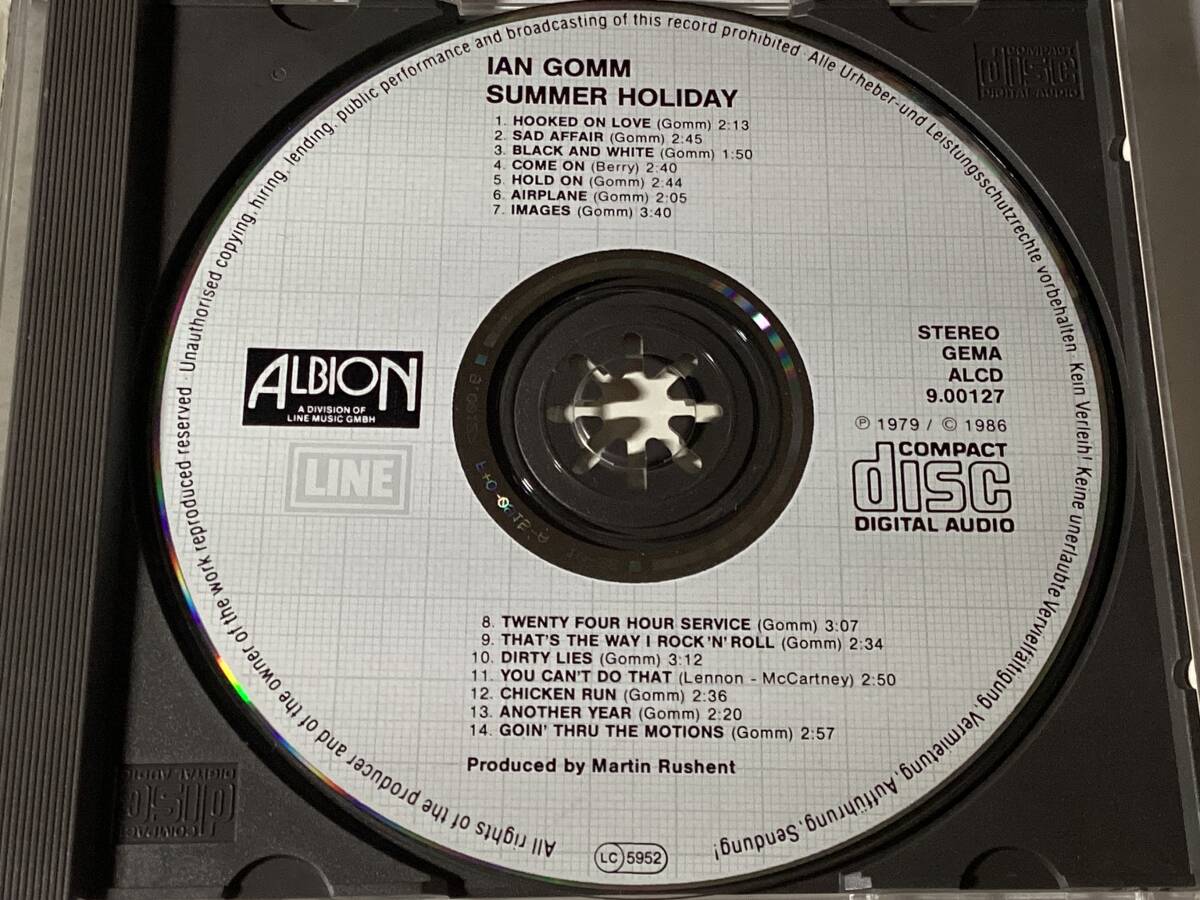 IAN GOMM
SUMMER HOLIDAY
1. HOOKED ON LOVE (Gomm) 2:13
2. SAD AFFAIR (Gomm) 2:45
3. BLACK AND WHITE (Gomm) 1:50
4. COME ON (Berry) 2:40
5. HOLD ON (Gomm) 2:44
6. AIRPLANE (Gomm) 2:05
7. IMAGES (Gomm) 3:40
ALBION
A DIVISION OF
LINE MUSIC GMBH
LINE
STEREO
GEMA
ALCD
9.00127
℗ 1979 / © 1986
COMPACT
disc
DIGITAL AUDIO
8. TWENTY FOUR HOUR SERVICE (Gomm) 3:07
9. THAT'S THE WAY I ROCK'N'ROLL (Gomm) 2:34
10. DIRTY LIES (Gomm) 3:12
11. YOU CAN'T DO THAT (Lennon - McCartney) 2:50
12. CHICKEN RUN (Gomm) 2:36
13. ANOTHER YEAR (Gomm) 2:20
14. GOIN' THRU THE MOTIONS (Gomm) 2:57
Produced by Martin Rushent
LC 5952
All rights of the producer and of the owner of the work reproduced reserved · Unauthorised copying, hiring, lending, public performance and broadcasting of this record prohibited · Alle Urheber-und Leistungsschutzrechte vorbehalten · Kein Verleih! Keine unerlaubte Vervielfältigung, Vermietung, Aufführung, Sendung!
COMPACT
disc
DIGITAL AUDIO
COMPACT
disc
DIGITAL AUDIO